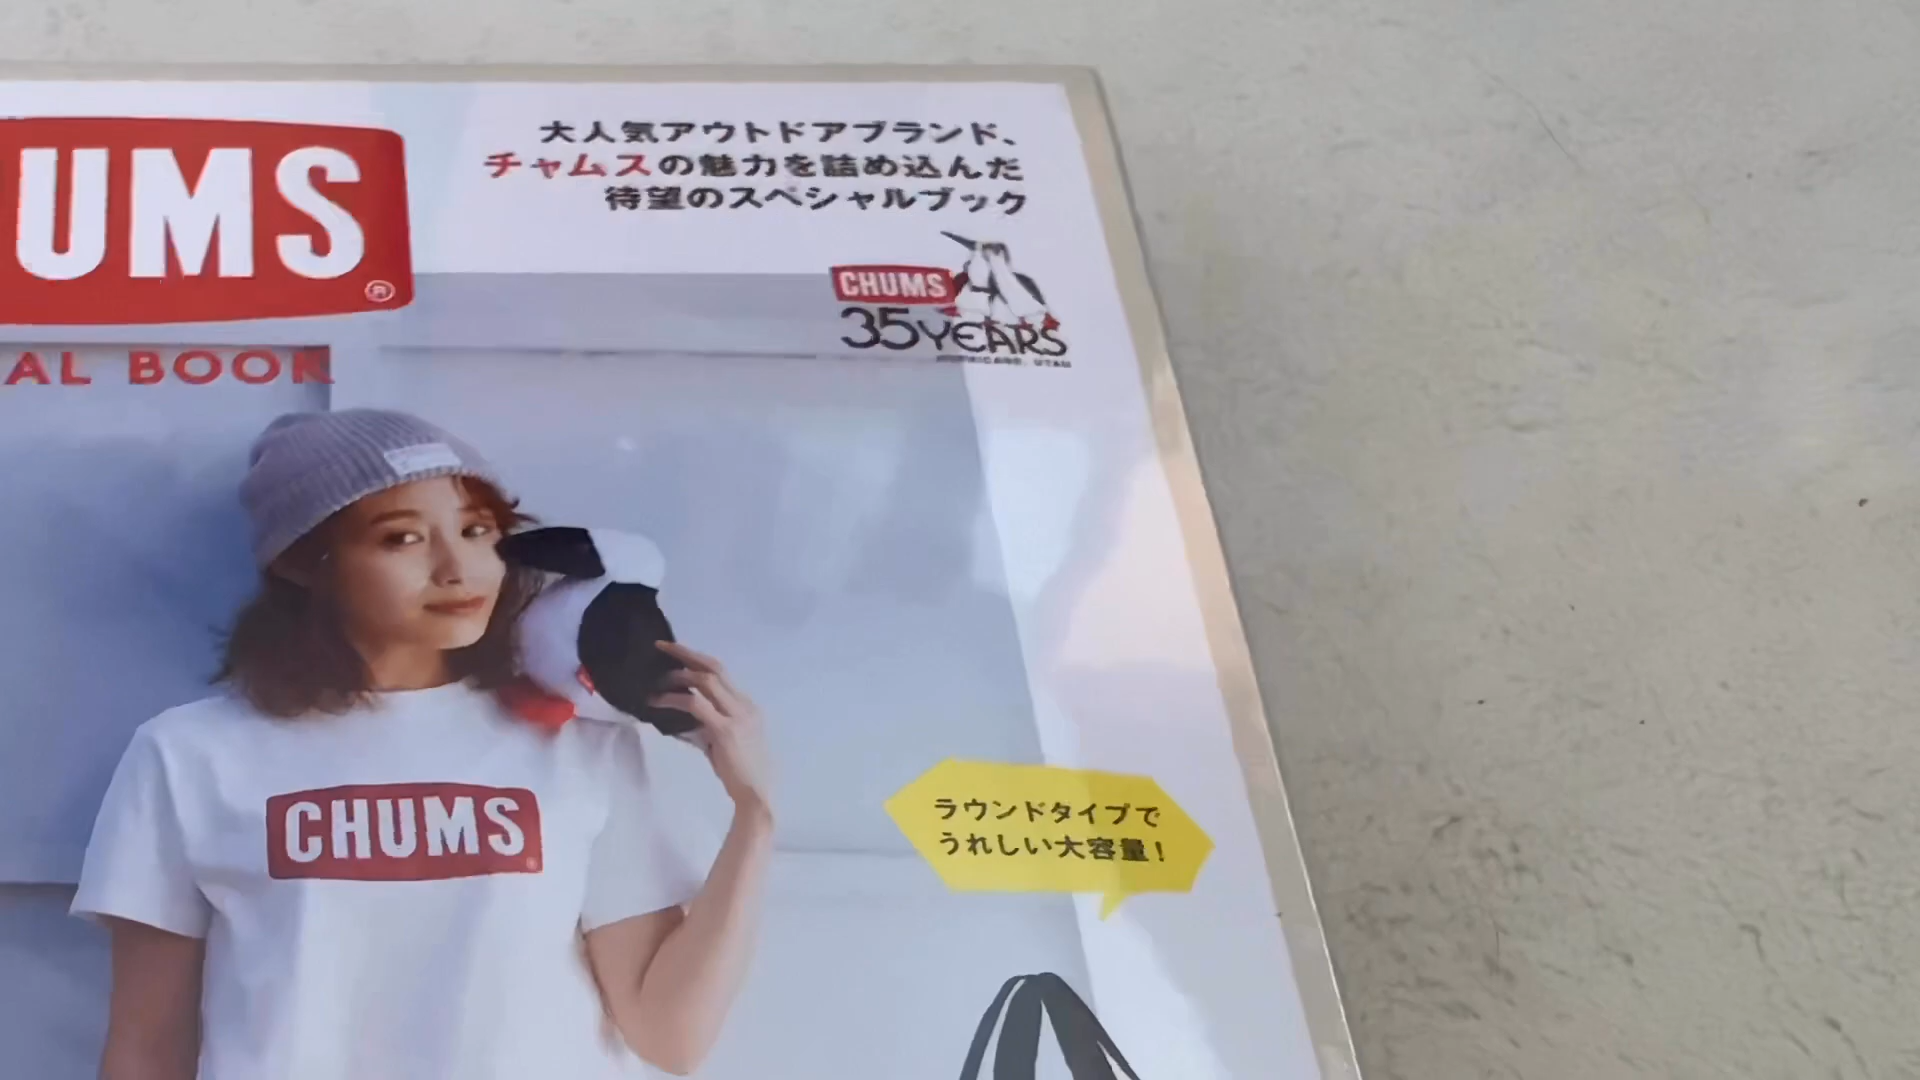 UMS
®
AL BOOK
大人気アウトドアブランド、
チャムスの魅力を詰め込んだ
待望のスペシャルブック
CHUMS
35YEARS
UTAH
CHUMS
ラウンドタイプで
うれしい大容量！